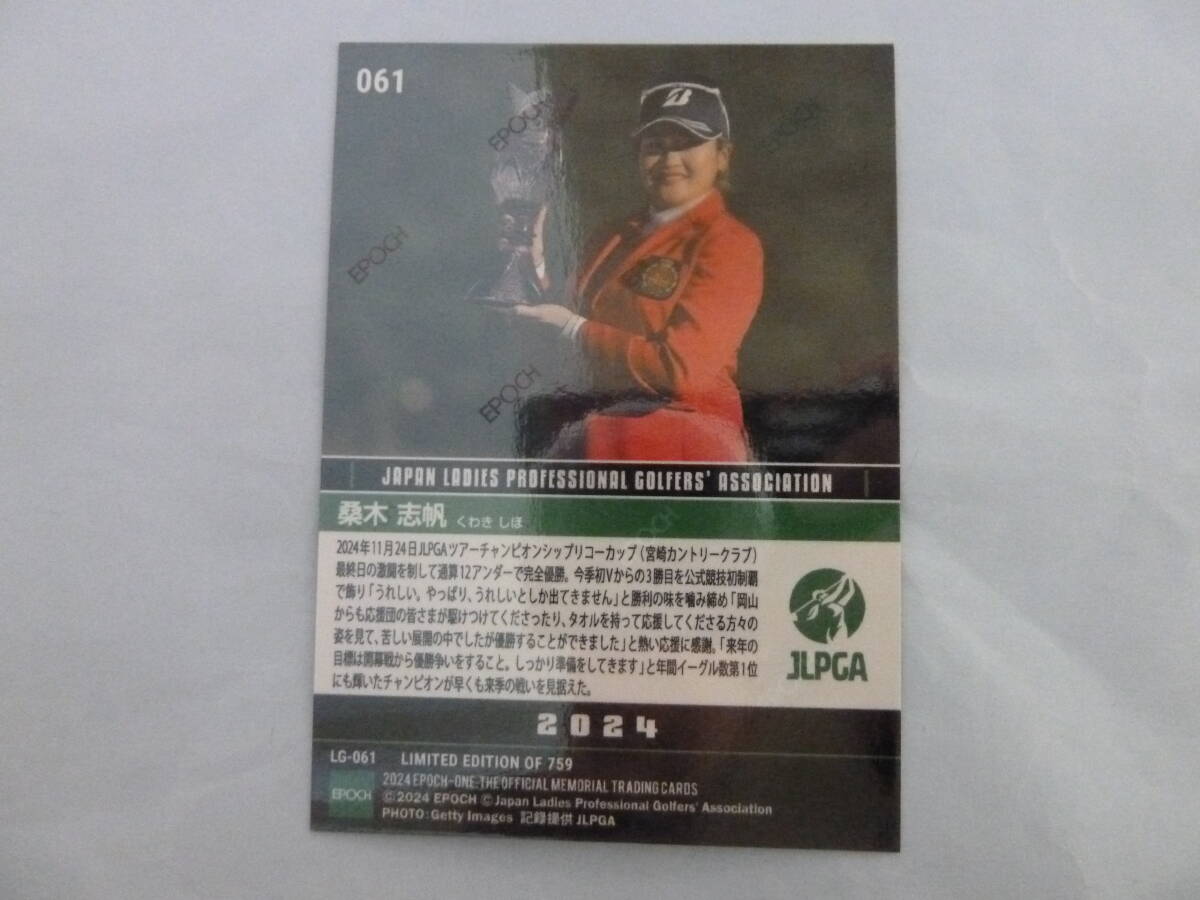 061
EPOCH
EPOCH
EPOCH
JAPAN LADIES PROFESSIONAL GOLFERS' ASSOCIATION
桑木 志帆 くわき しほ
2024年11月24日JLPGAツアーチャンピオンシップリコーカップ（宮崎カントリークラブ）
最終日の激闘を制して通算12アンダーで完全優勝。今季初Vからの3勝目を公式競技初制覇
で飾り「うれしい。やっぱり、うれしいとしか出てきません」と勝利の味を噛み締め「岡山
からも応援団の皆さまが駆けつけてくださったり、タオルを持って応援してくださる方々の
姿を見て、苦しい展開の中でしたが優勝することができました」と熱い応援に感謝。「来年の
目標は開幕戦から優勝争いをすること。しっかり準備をしてきます」と年間イーグル数第1位
にも輝いたチャンピオンが早くも来季の戦いを見据えた。
JLPGA
2024
LG-061 LIMITED EDITION OF 759
EPOCH
2024 EPOCH-ONE THE OFFICIAL MEMORIAL TRADING CARDS
©2024 EPOCH ©Japan Ladies Professional Golfers' Association
PHOTO:Getty Images 記録提供 JLPGA